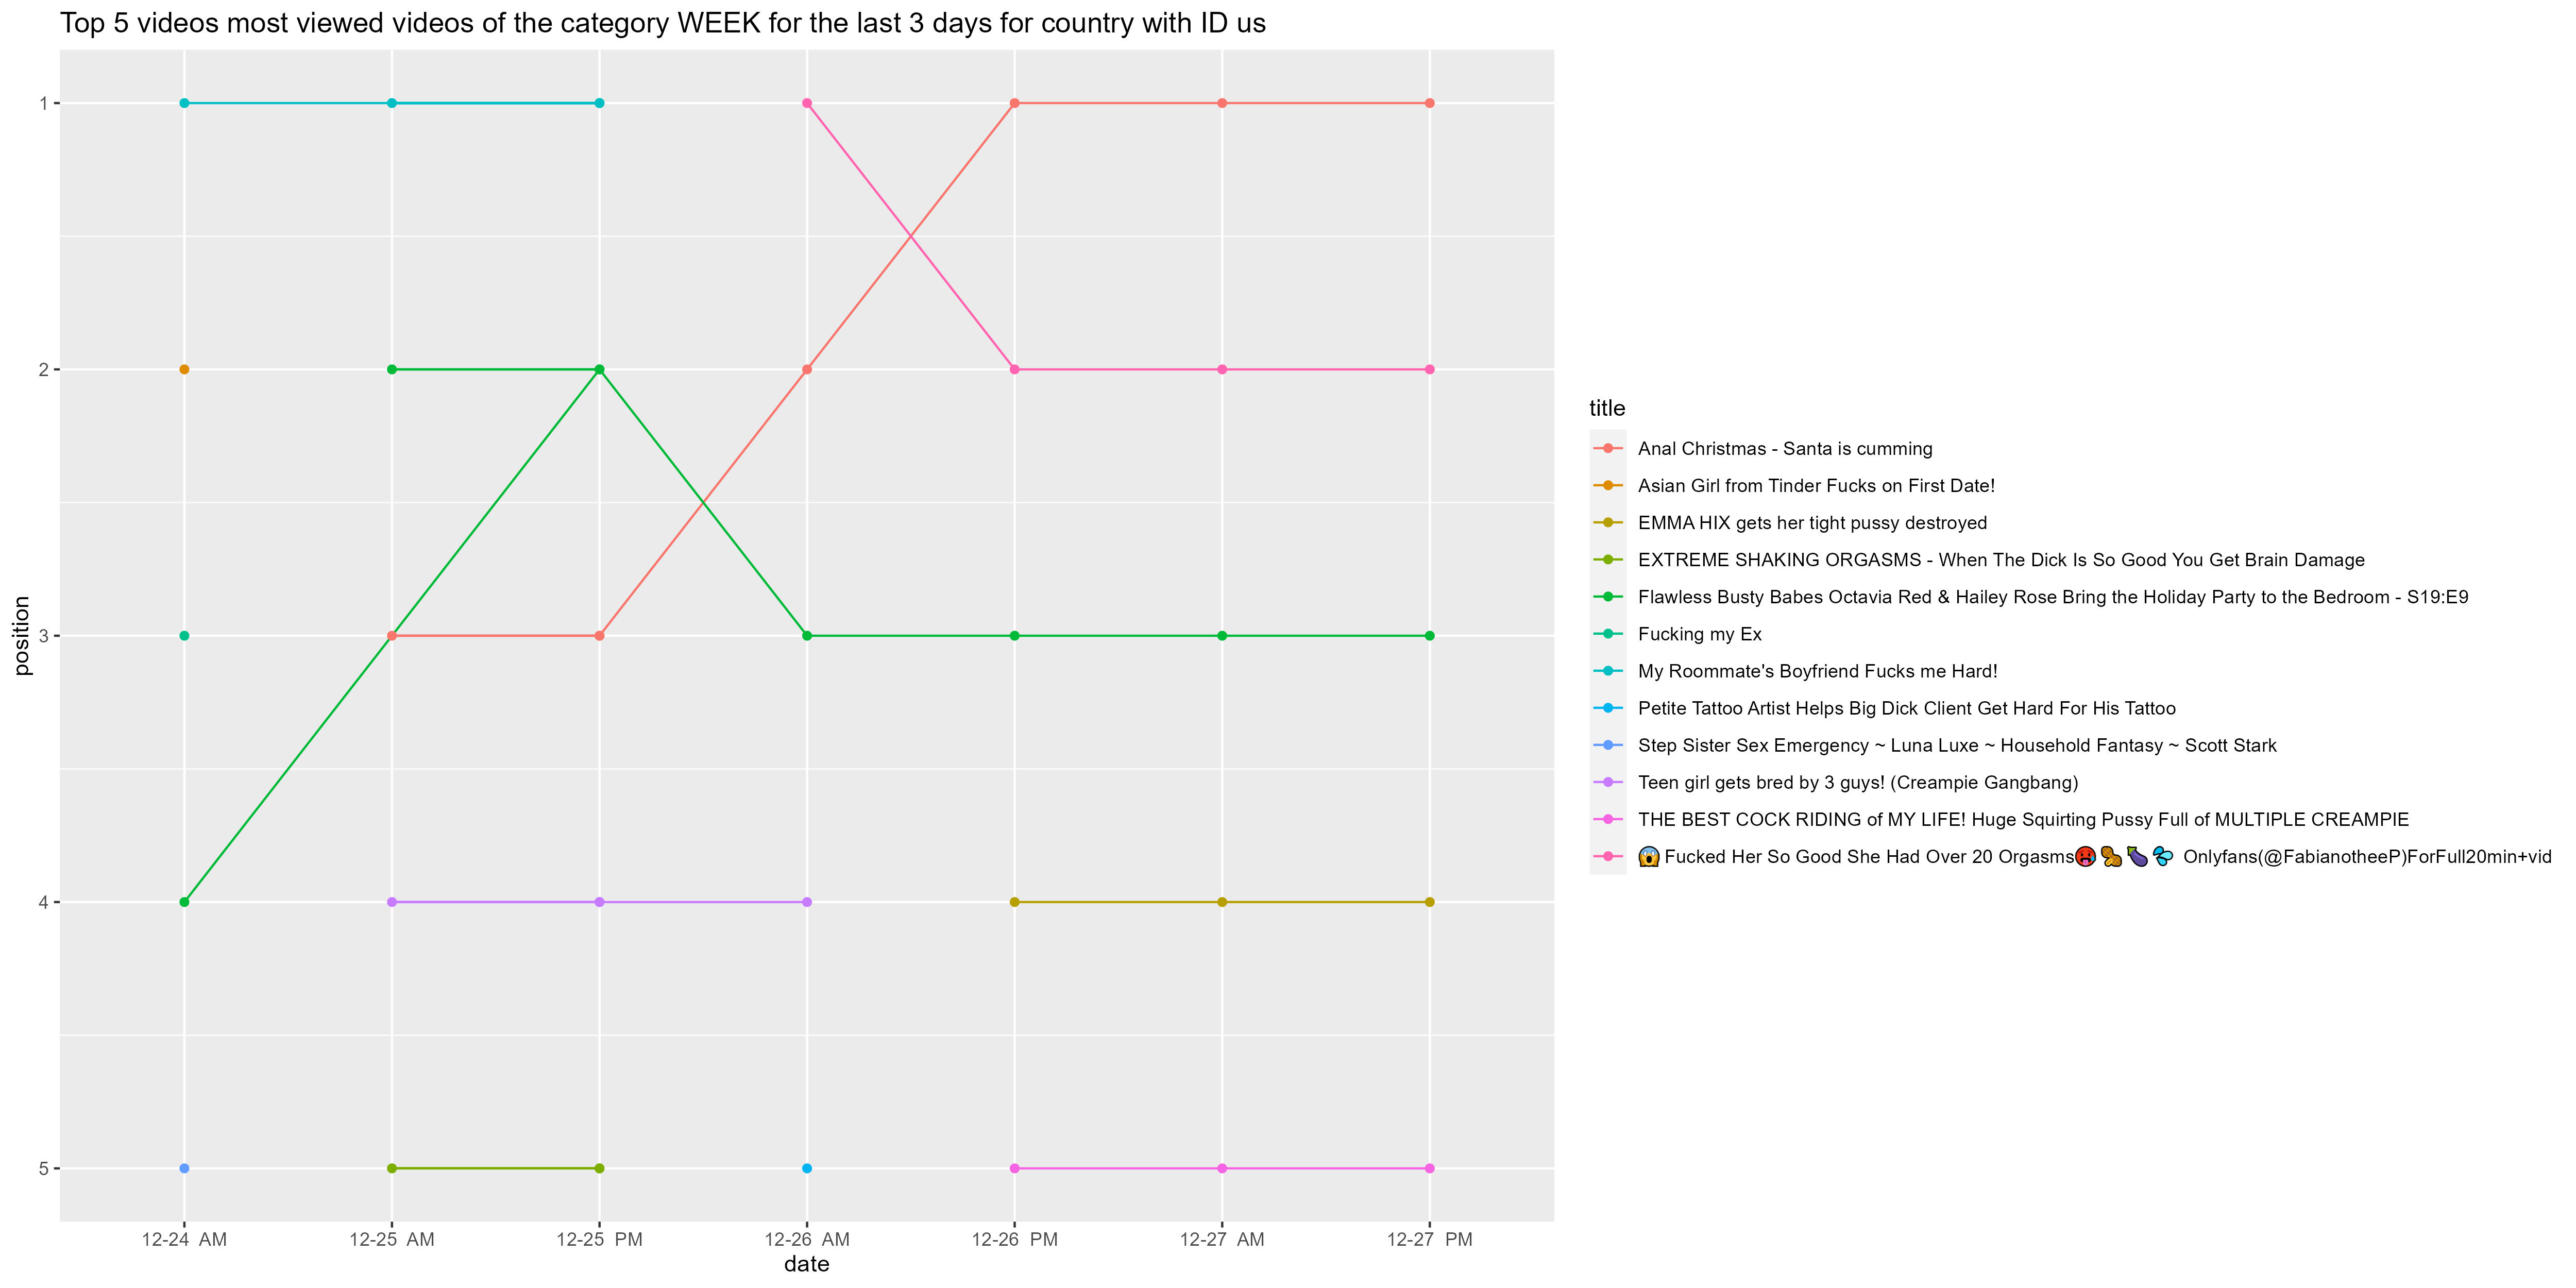 Top 5 videos most viewed videos of the category WEEK for the last 3 days for country with ID us
position
1
2
3
4
5
12-24 AM
12-25 AM
12-25 PM
12-26 AM
12-26 PM
12-27 AM
12-27 PM
date
title
Anal Christmas - Santa is cumming
Asian Girl from Tinder Fucks on First Date!
EMMA HIX gets her tight pussy destroyed
EXTREME SHAKING ORGASMS - When The Dick Is So Good You Get Brain Damage
Flawless Busty Babes Octavia Red & Hailey Rose Bring the Holiday Party to the Bedroom - S19:E9
Fucking my Ex
My Roommate's Boyfriend Fucks me Hard!
Petite Tattoo Artist Helps Big Dick Client Get Hard For His Tattoo
Step Sister Sex Emergency ~ Luna Luxe ~ Household Fantasy ~ Scott Stark
Teen girl gets bred by 3 guys! (Creampie Gangbang)
THE BEST COCK RIDING of MY LIFE! Huge Squirting Pussy Full of MULTIPLE CREAMPIE
😱 Fucked Her So Good She Had Over 20 Orgasms🥵🥜🍆💦 Onlyfans(@FabianotheeP)ForFull20min+vid